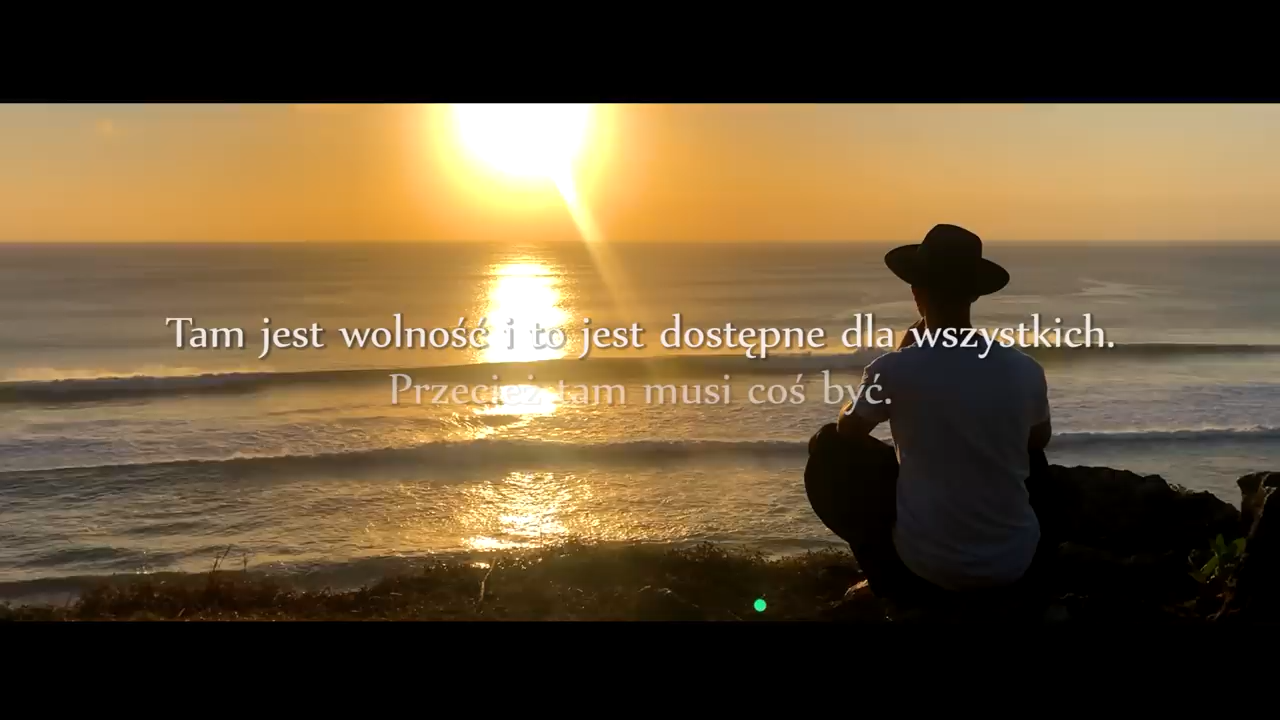 Tam jest wolność i to jest dostępne dla wszystkich.
Przecież tam musi coś być.